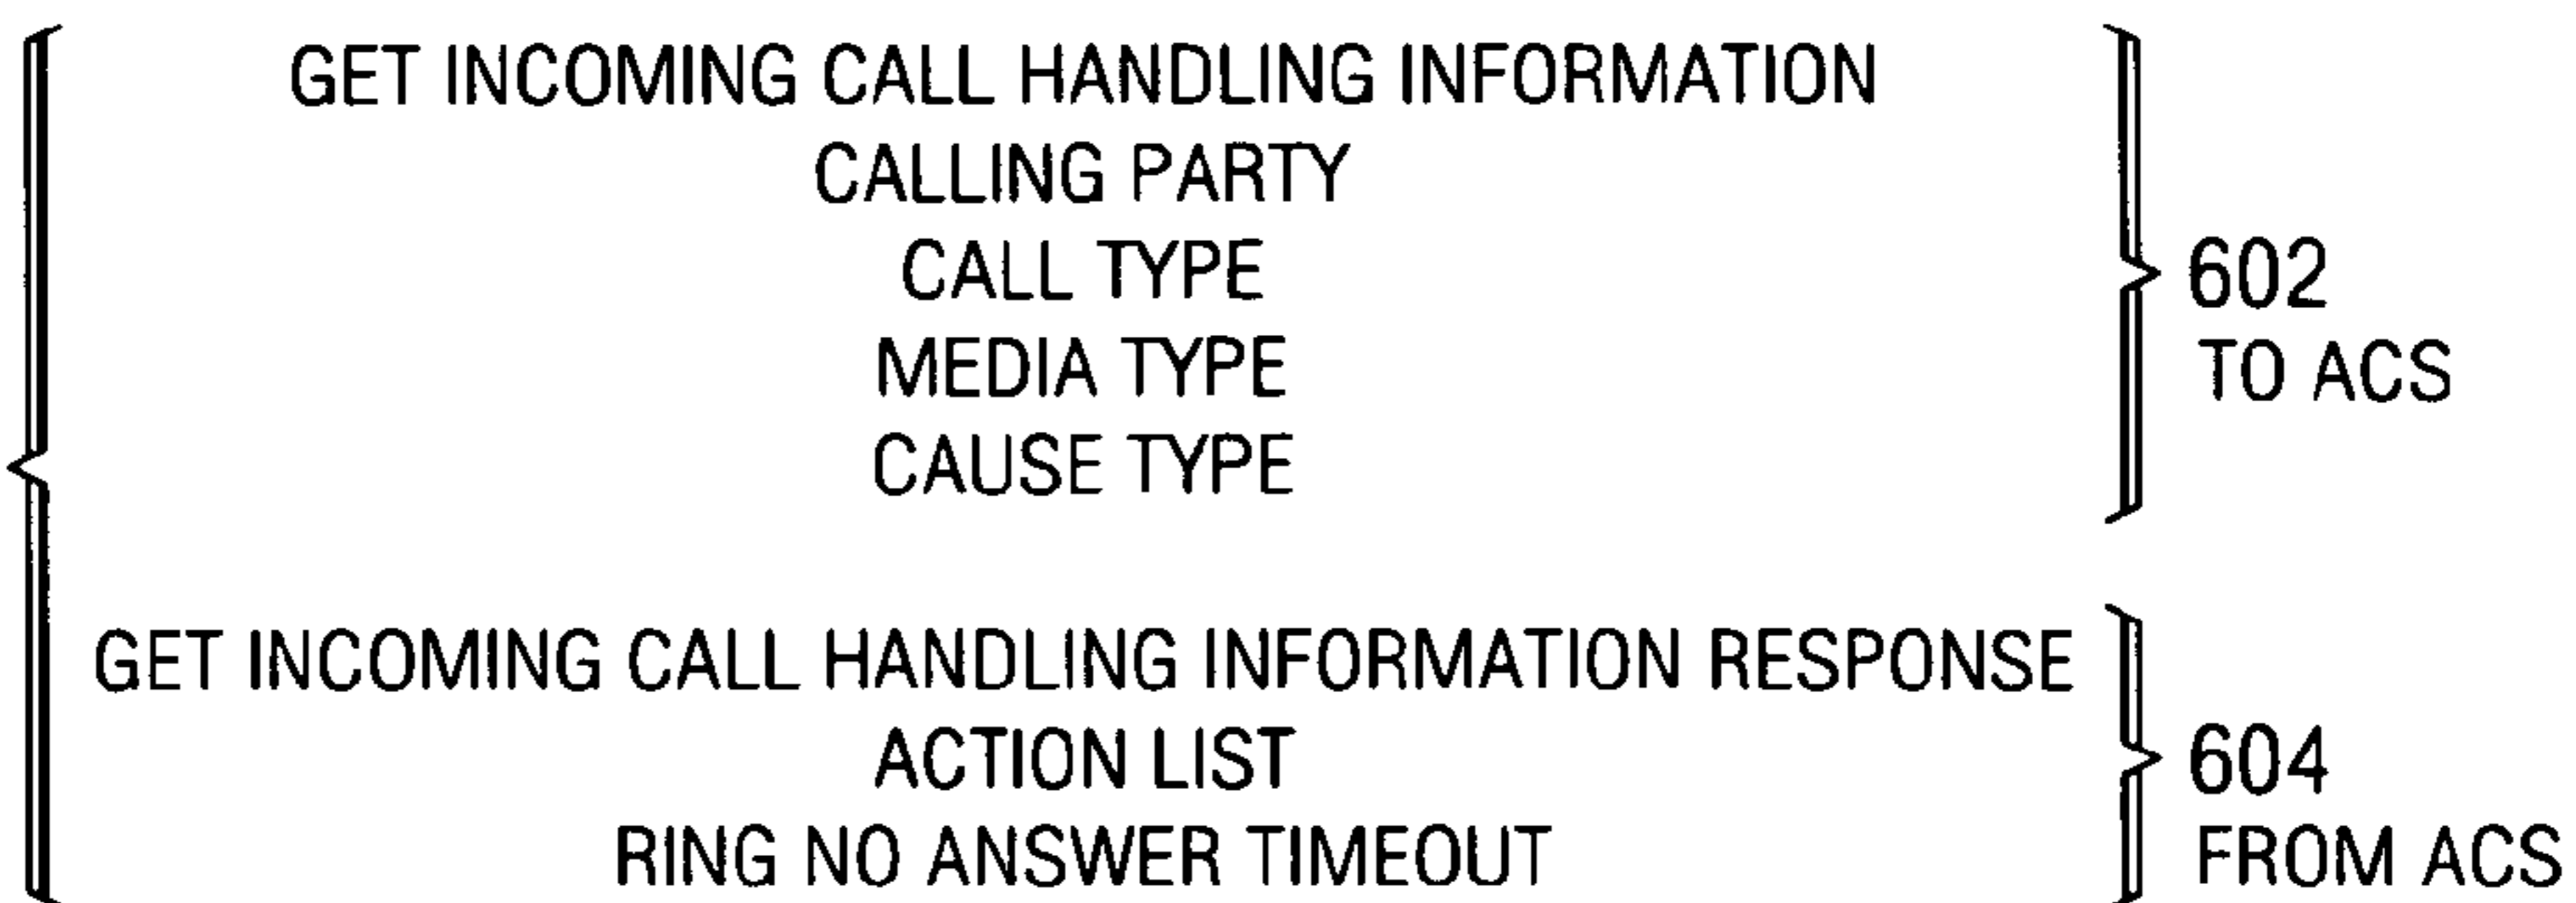 GET INCOMING CALL HANDLING INFORMATION
CALLING PARTY
CALL TYPE
MEDIA TYPE
CAUSE TYPE
602
TO ACS
GET INCOMING CALL HANDLING INFORMATION RESPONSE
ACTION LIST
RING NO ANSWER TIMEOUT
604
FROM ACS